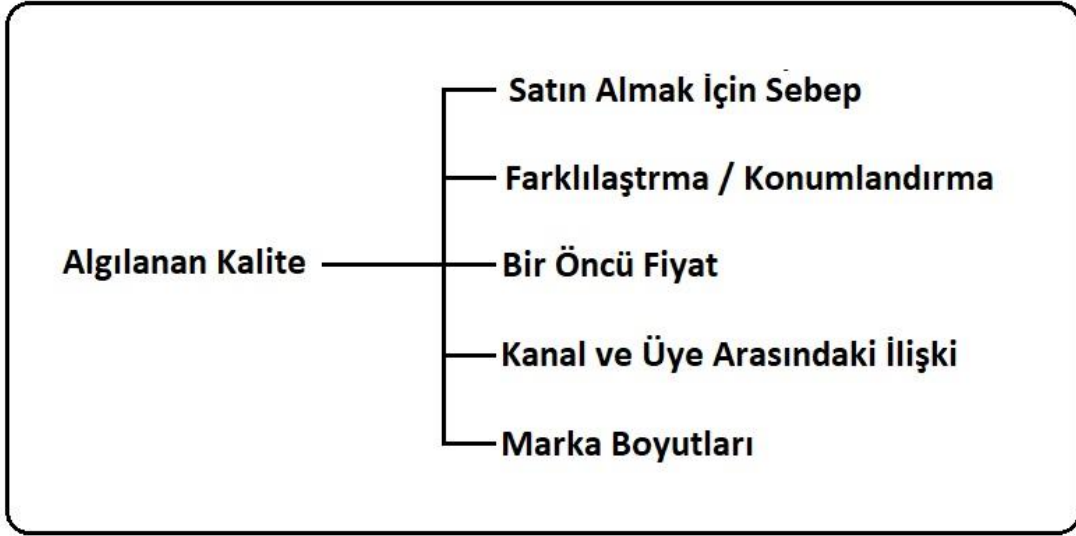 Satın Almak İçin Sebep
Farklılaştrma / Konumlandırma
Algılanan Kalite
Bir Öncü Fiyat
Kanal ve Üye Arasındaki İlişki
Marka Boyutları